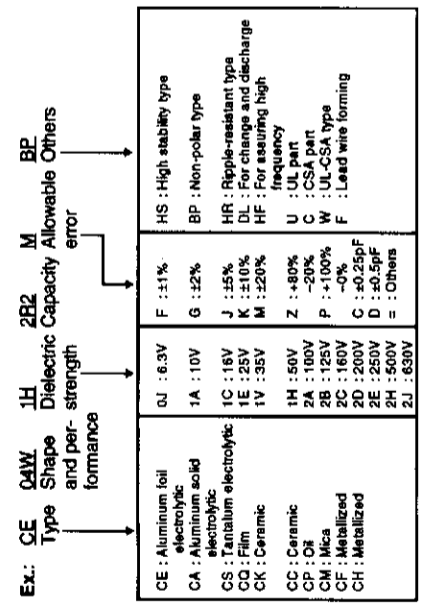 Ex.: CE 04W 1H 2R2 M BP
Type Shape Dielectric Capacity Allowable Others
and per- strength error
formance
CE : Aluminum foil
electrolytic
CA : Aluminum solid
electrolytic
CS : Tantalum electrolytic
CQ : Film
CK : Ceramic
CC : Ceramic
CP : Oil
CM : Mica
CF : Metallized
CH : Metallized
0J : 6.3V
1A : 10V
1C : 16V
1E : 25V
1V : 35V
1H : 50V
2A : 100V
2B : 125V
2C : 160V
2D : 200V
2E : 250V
2H : 500V
2J : 630V
F : ±1%
G : ±2%
J : ±5%
K : ±10%
M : ±20%
Z : +80%
-20%
P : +100%
-0%
C : ±0.25pF
D : ±0.5pF
= : Others
HS : High stability type
BP : Non-polar type
HR : Ripple-resistant type
DL : For change and discharge
HF : For assuring high
frequency
U : UL part
C : CSA part
W : UL-CSA type
F : Lead wire forming